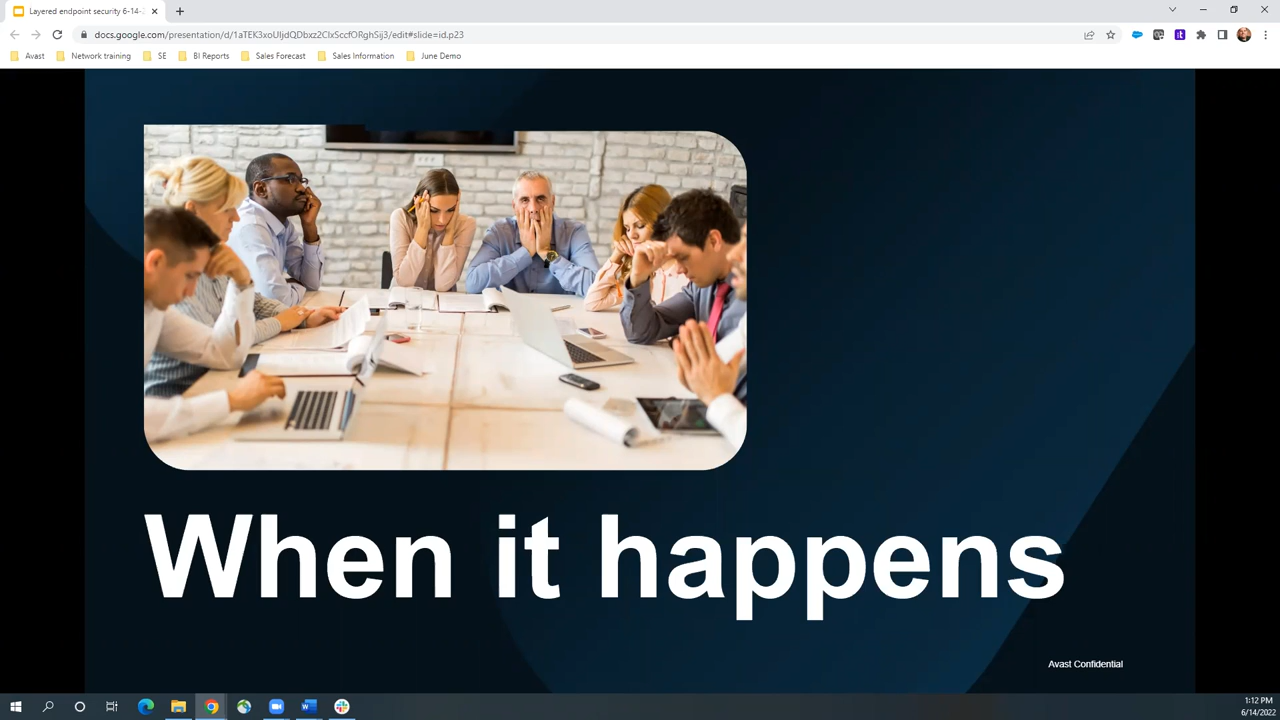 Layered endpoint security 6-14-
docs.google.com/presentation/d/1aTEK3xoUljdQDbxz2ClxSccfORghSij3/edit#slide=id.p23
Avast
Network training
SE
BI Reports
Sales Forecast
Sales Information
June Demo
When it happens
Avast Confidential
1:12 PM
6/14/2022